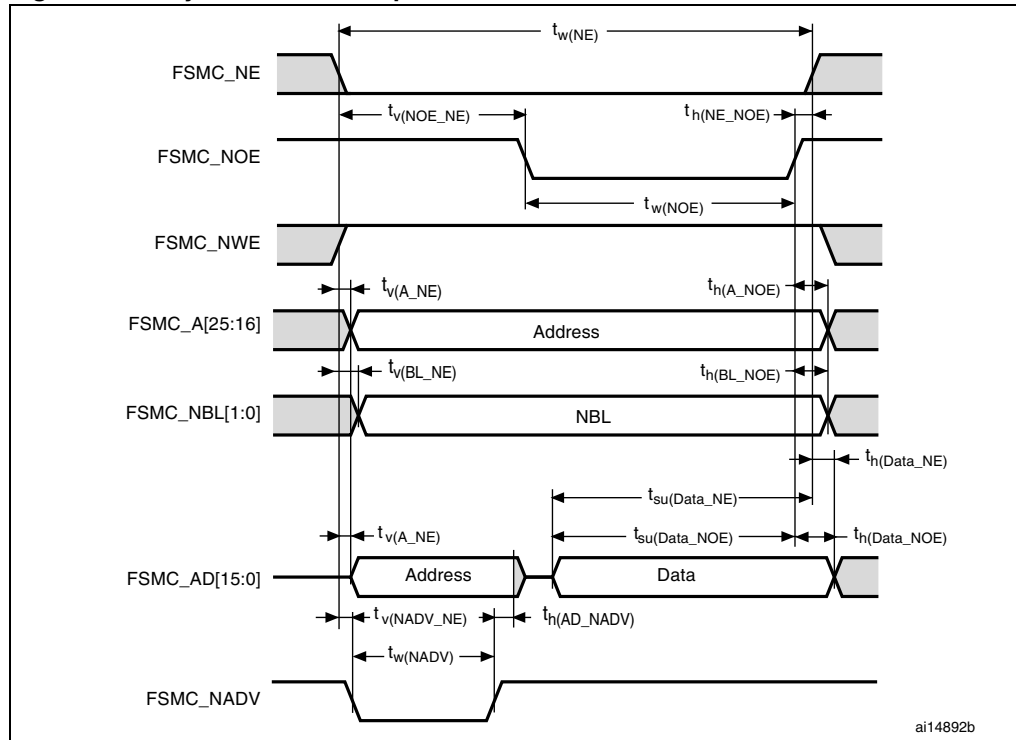 tw(NE)
FSMC_NE
tv(NOE_NE)
th(NE_NOE)
FSMC_NOE
tw(NOE)
FSMC_NWE
tv(A_NE)
th(A_NOE)
FSMC_A[25:16]
Address
tv(BL_NE)
th(BL_NOE)
FSMC_NBL[1:0]
NBL
th(Data_NE)
tsu(Data_NE)
tv(A_NE)
tsu(Data_NOE)
th(Data_NOE)
FSMC_AD[15:0]
Address
Data
tv(NADV_NE)
th(AD_NADV)
tw(NADV)
FSMC_NADV
ai14892b